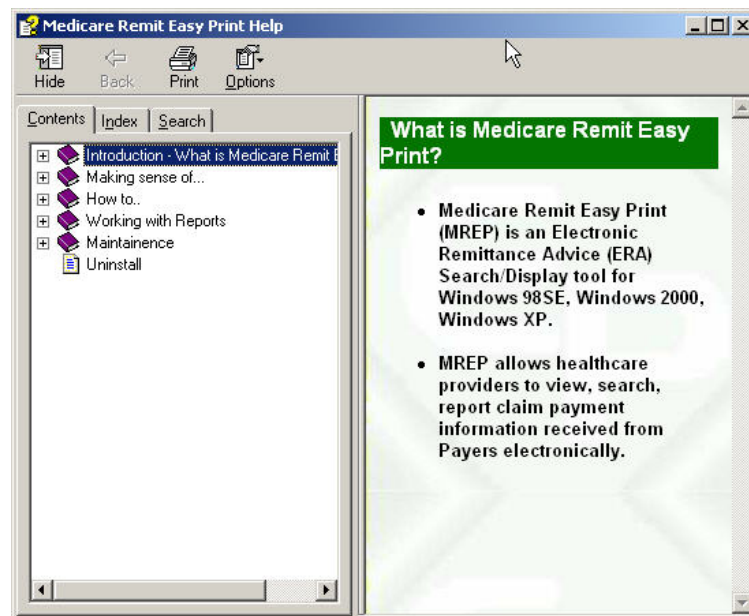 Medicare Remit Easy Print Help
Hide Back Print Options
Contents Index Search
Introduction - What is Medicare Remit
Making sense of...
How to..
Working with Reports
Maintainence
Uninstall
What is Medicare Remit Easy
Print?
• Medicare Remit Easy Print
(MREP) is an Electronic
Remittance Advice (ERA)
Search/Display tool for
Windows 98SE, Windows 2000,
Windows XP.
• MREP allows healthcare
providers to view, search,
report claim payment
information received from
Payers electronically.